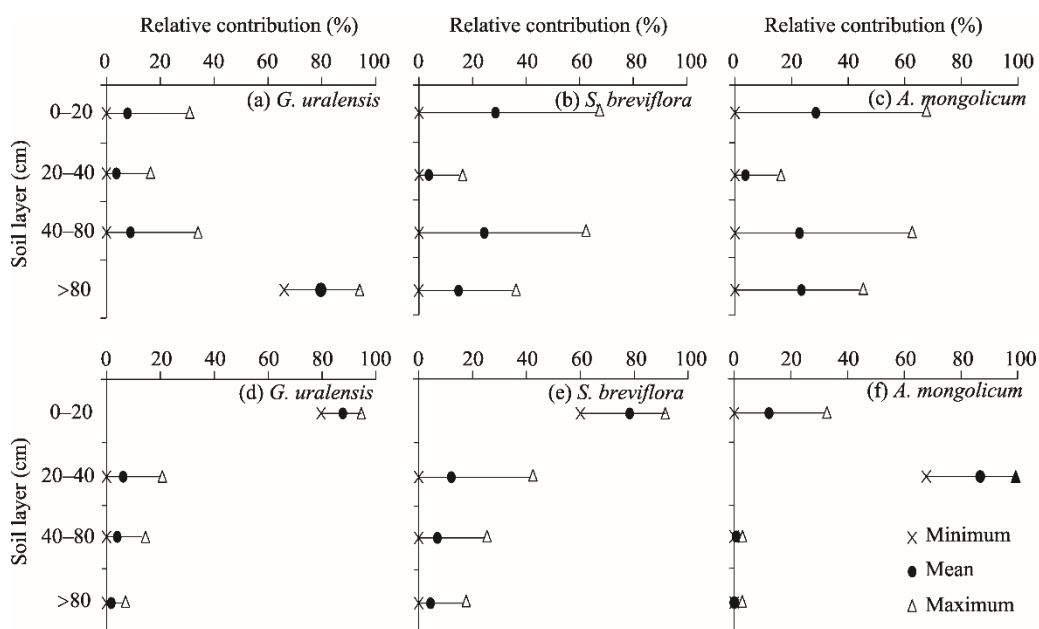 Relative contribution (%) Relative contribution (%) Relative contribution (%)
0 20 40 60 80 100 0 20 40 60 80 100 0 20 40 60 80 100
(a) G. uralensis (b) S. breviflora (c) A. mongolicum
Soil layer (cm)
0–20
20–40
40–80
>80
0 20 40 60 80 100 0 20 40 60 80 100 0 20 40 60 80 100
(d) G. uralensis (e) S. breviflora (f) A. mongolicum
Soil layer (cm)
0–20
20–40
40–80
>80
Minimum
Mean
Maximum